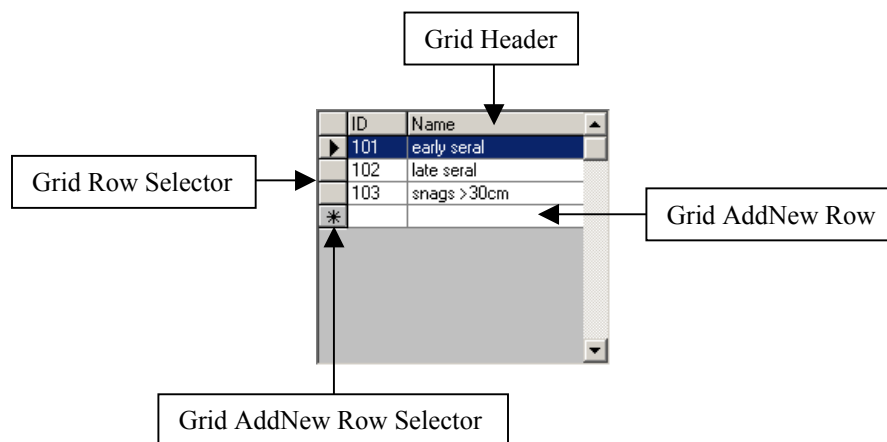 Grid Header
ID Name
101 early seral
102 late seral
103 snags >30cm
*
Grid Row Selector
Grid AddNew Row
Grid AddNew Row Selector